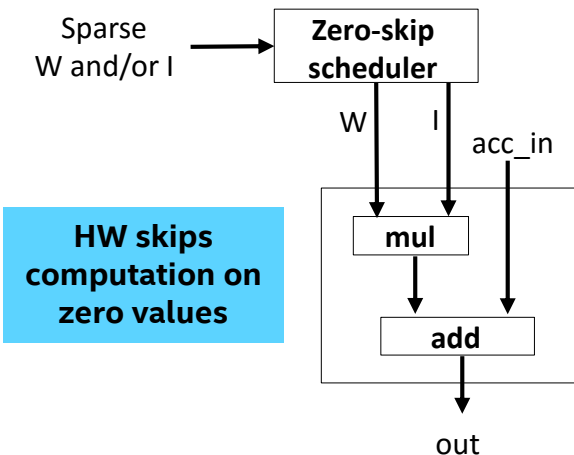 Sparse
W and/or I
Zero-skip
scheduler
W
I
acc_in
HW skips
computation on
zero values
mul
add
out